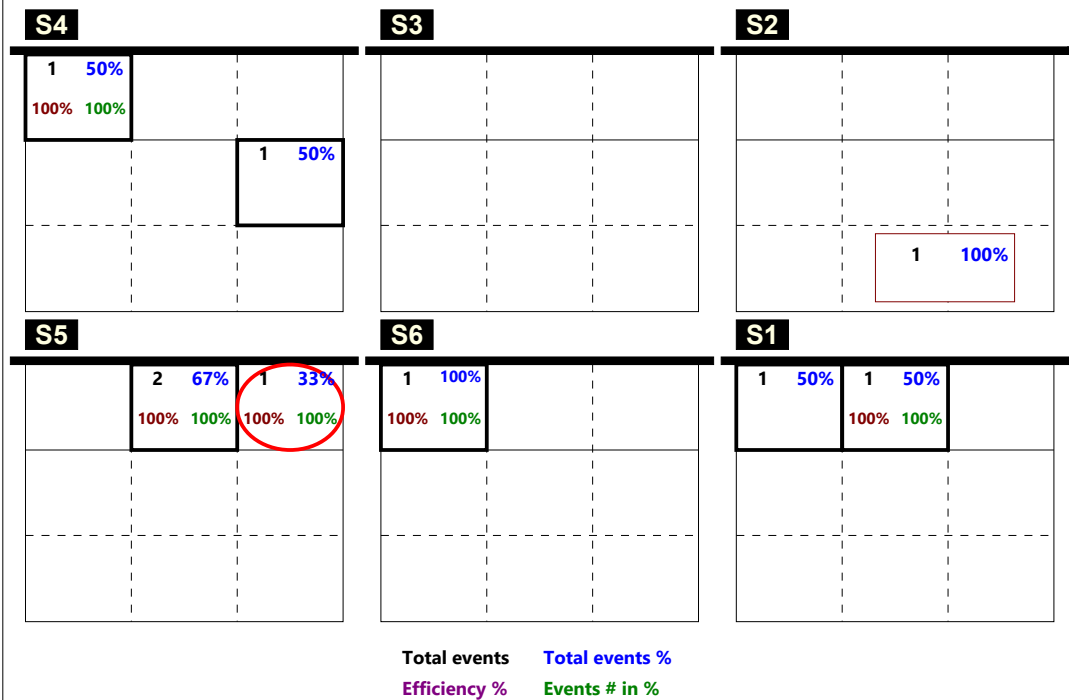 S4 S3 S2
1 50%
100% 100%
1 50%
1 100%
S5 S6 S1
2 67% 1 33% 1 100% 1 50% 1 50%
100% 100% 100% 100% 100% 100% 100% 100%
Total events Total events %
Efficiency % Events # in %